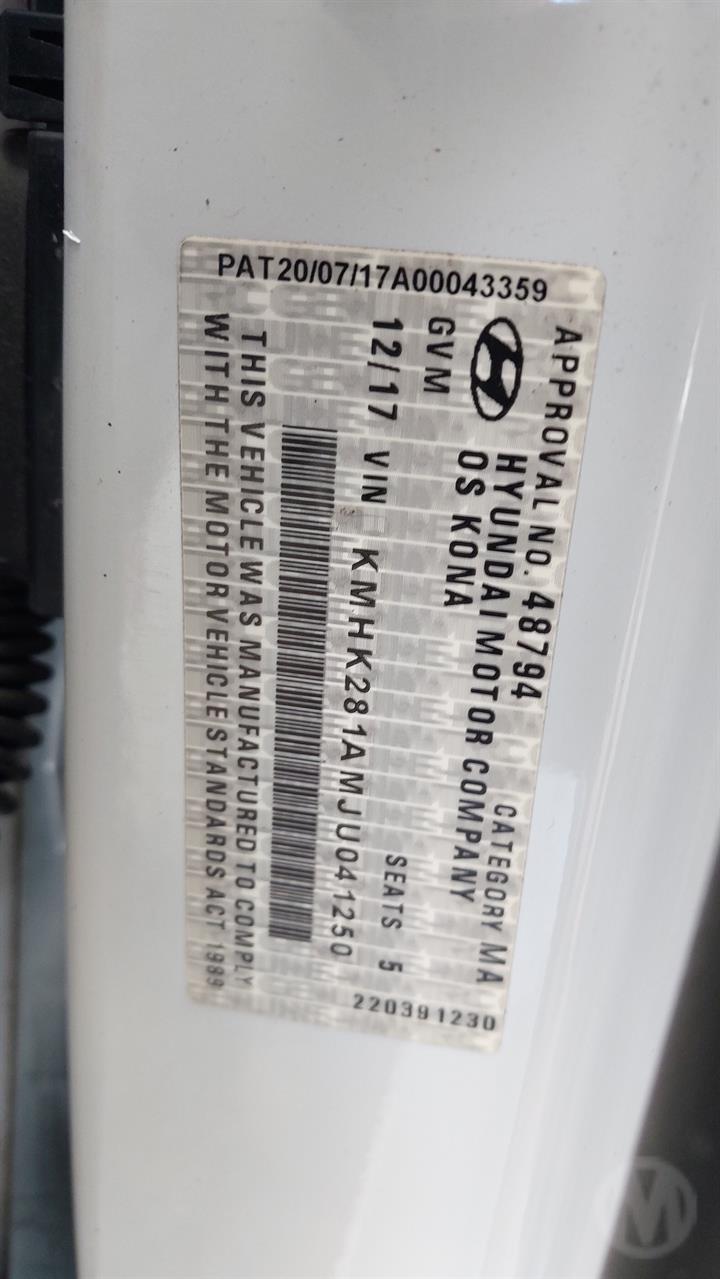 PAT20/07/17A00043359
APPROVAL NO. 48794 CATEGORY MA
HYUNDAI MOTOR COMPANY
OS KONA
GVM
12/17 VIN SEATS 5
KMHK281AMJU041250
THIS VEHICLE WAS MANUFACTURED TO COMPLY
WITH THE MOTOR VEHICLE STANDARDS ACT 1989
220391230
M